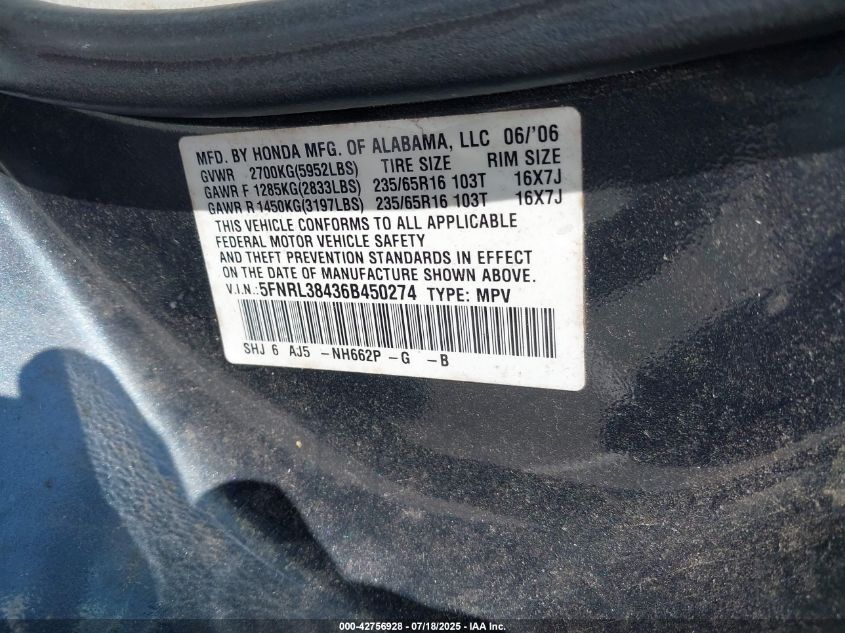 MFD. BY HONDA MFG. OF ALABAMA, LLC 06/'06
GVWR 2700KG(5952LBS) TIRE SIZE RIM SIZE
GAWR F 1285KG(2833LBS) 235/65R16 103T 16X7J
GAWR R 1450KG(3197LBS) 235/65R16 103T 16X7J
THIS VEHICLE CONFORMS TO ALL APPLICABLE
FEDERAL MOTOR VEHICLE SAFETY
AND THEFT PREVENTION STANDARDS IN EFFECT
ON THE DATE OF MANUFACTURE SHOWN ABOVE.
V.I.N.:5FNRL38436B450274 TYPE: MPV
SHJ 6 AJ5 -NH662P -G -B
000-42756928 - 07/18/2025 - IAA Inc.